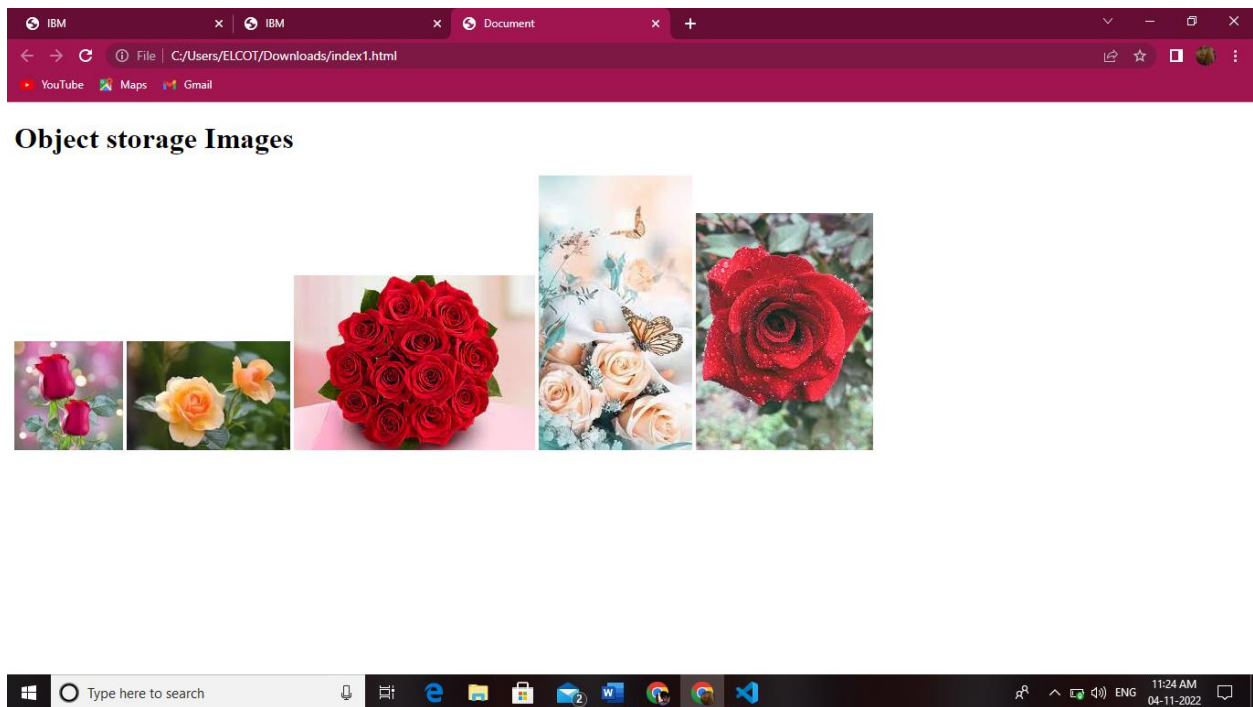 IBM
IBM
Document
File
C:/Users/ELCOT/Downloads/index1.html
YouTube
Maps
Gmail
Object storage Images
Type here to search
2
ENG
11:24 AM
04-11-2022